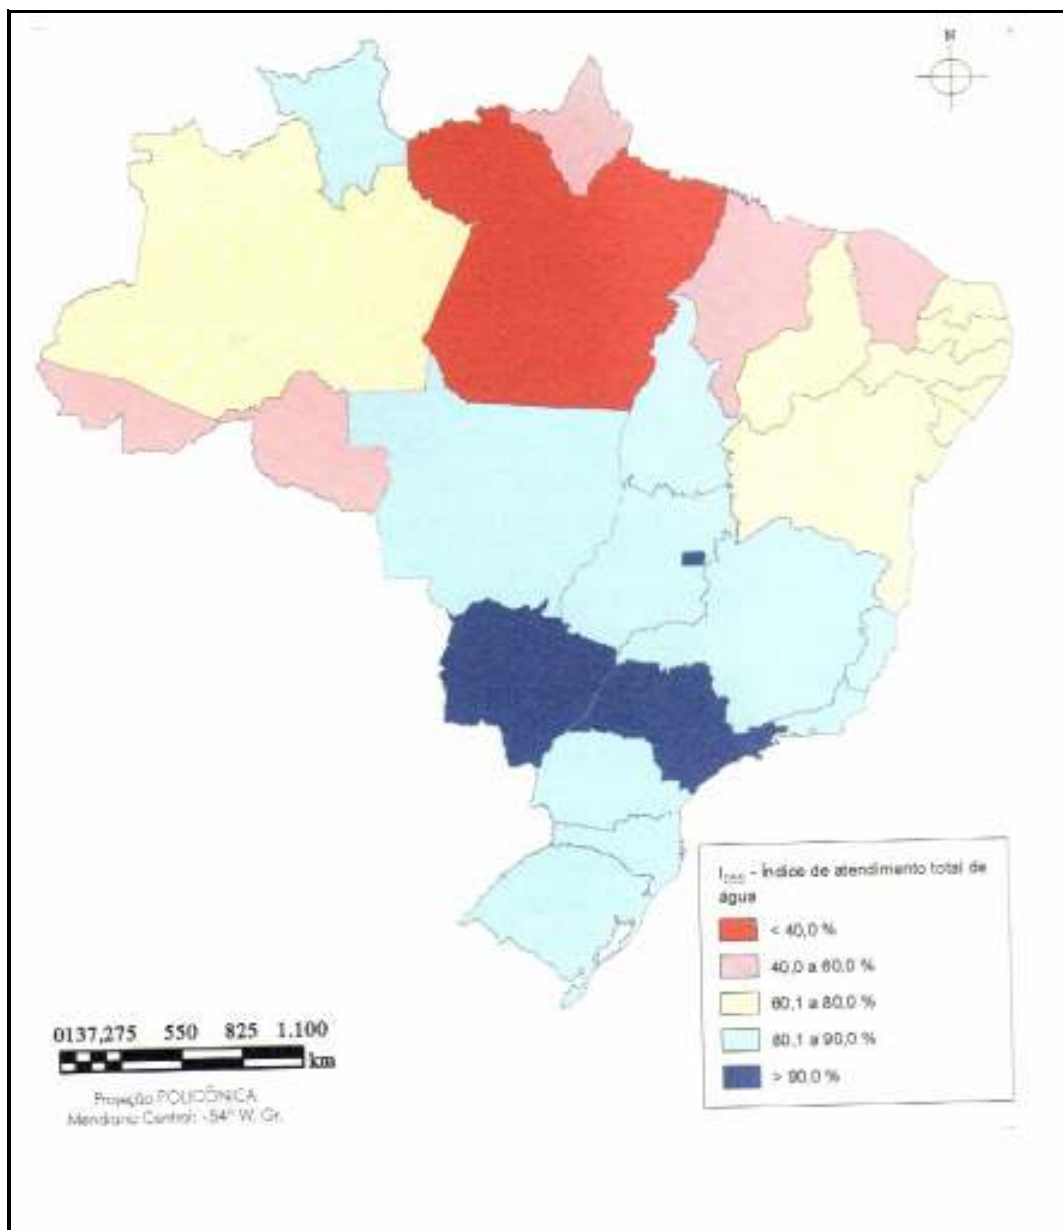 N
- Índice de atendimento total de
água
< 40,0 %
40,0 a 60,0 %
60,1 a 80,0 %
80,1 a 90,0 %
> 90,0 %
0137,275 550 825 1.100
km
Projeção POLICÔNICA
Meridiano Central: -54° W. Gr.